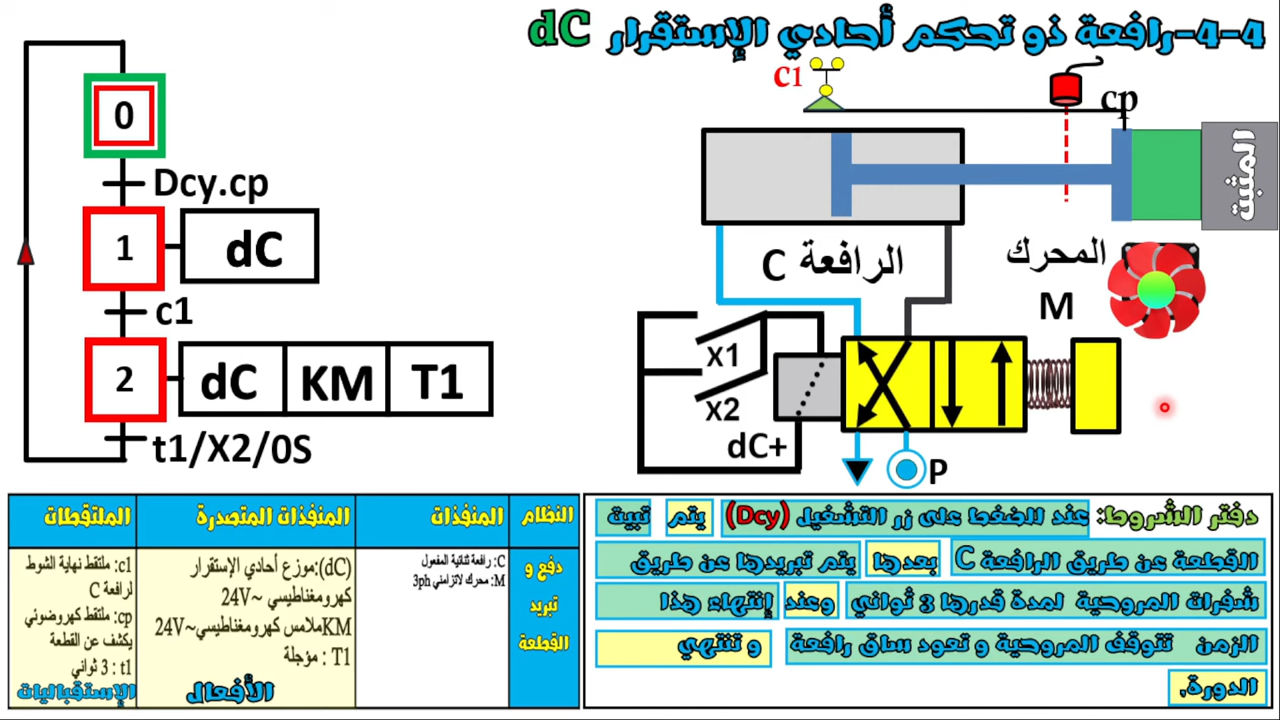 4-4-رافعة ذو تحكم أحادي الإستقرار dC
0
Dcy.cp
1
dC
c1
2
dC KM T1
t1/X2/0S
c1
cp
المثبت
الرافعة C
المحرك
M
X1
X2
dC+
P
النظام
المنفذات
المنفذات المتصدرة
الملتقطات
دفع و
تبريد
القطعة
C: رافعة ثنائية المفعول
M: محرك لاتزامني 3ph
(dC):موزع أحادي الإستقرار
كهرومغناطيسي ~24V
KMملامس كهرومغناطيسي~24V
T1 : مؤجلة
الأفعال
c1: ملتقط نهاية الشوط
لرافعة C
cp: ملتقط كهروضوئي
يكشف عن القطعة
t1 : 3 ثواني
الإستقباليات
دفتر الشروط: عند الضغط على زر التشغيل (Dcy) يتم تبيت
القطعة عن طريق الرافعة C بعدها يتم تبريدها عن طريق
شفرات المروحية لمدة قدرها 3 ثواني وعند إنتهاء هذا
الزمن تتوقف المروحية و تعود ساق رافعة و تنتهي
الدورة.